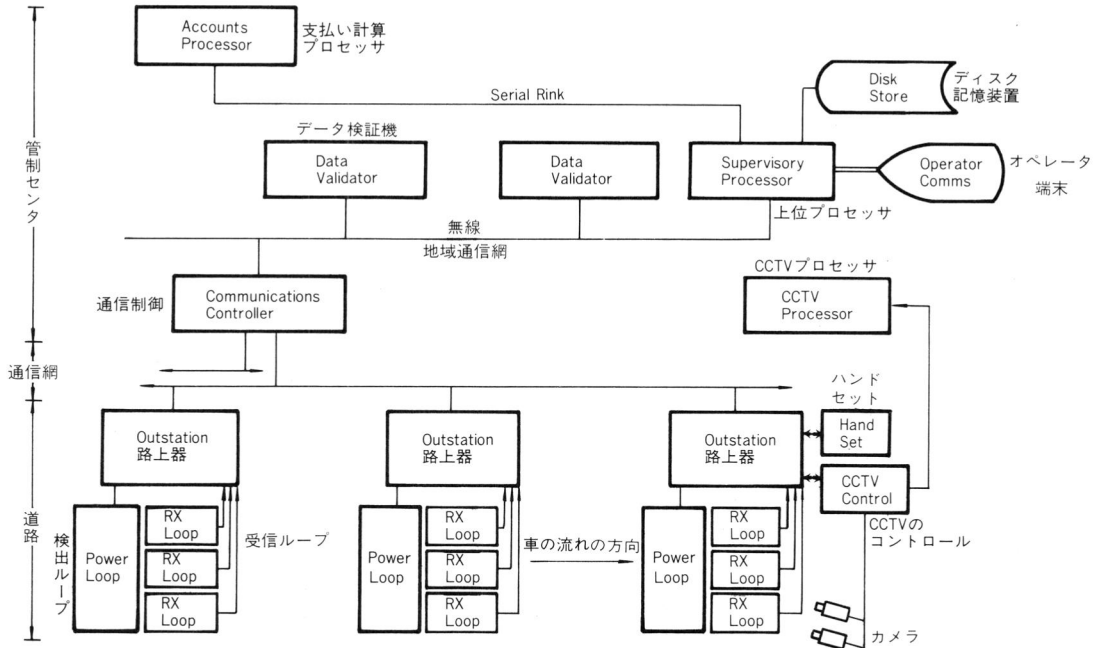 Accounts
Processor
支払い計算
プロセッサ
Serial Rink
Disk
Store
ディスク
記憶装置
データ検証機
Data
Validator
Data
Validator
Supervisory
Processor
Operator
Comms
オペレータ
端末
上位プロセッサ
管制センタ
無線
地域通信網
通信制御
Communications
Controller
CCTVプロセッサ
CCTV
Processor
通信網
ハンド
セット
Outstation
路上器
Outstation
路上器
Outstation
路上器
Hand
Set
CCTV
Control
CCTVの
コントロール
道路
検出ループ
Power
Loop
RX
Loop
RX
Loop
RX
Loop
受信ループ
Power
Loop
RX
Loop
RX
Loop
RX
Loop
車の流れの方向
Power
Loop
RX
Loop
RX
Loop
RX
Loop
カメラ